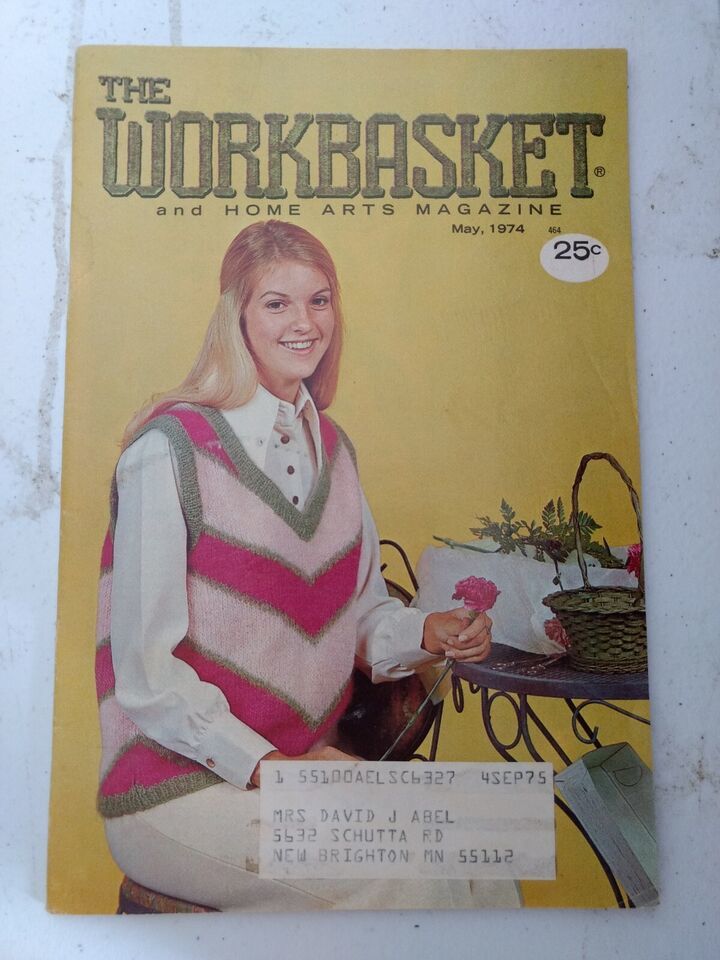 THE
WORKBASKET®
and HOME ARTS MAGAZINE
May, 1974 464
25c
1 55100AELSC6327 4SEP75
MRS DAVID J ABEL
5632 SCHUTTA RD
NEW BRIGHTON MN 55112